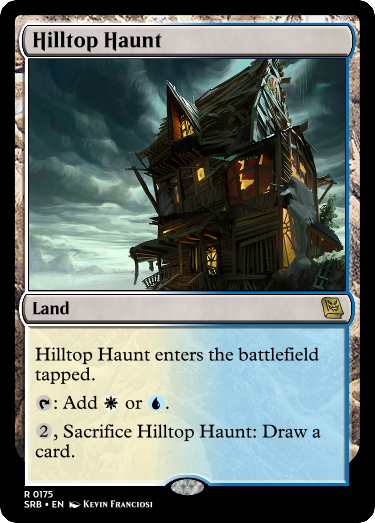 Hilltop Haunt
Land
Hilltop Haunt enters the battlefield
tapped.
: Add or .
2, Sacrifice Hilltop Haunt: Draw a
card.
R 0175
SRB • EN Kevin Franciosi